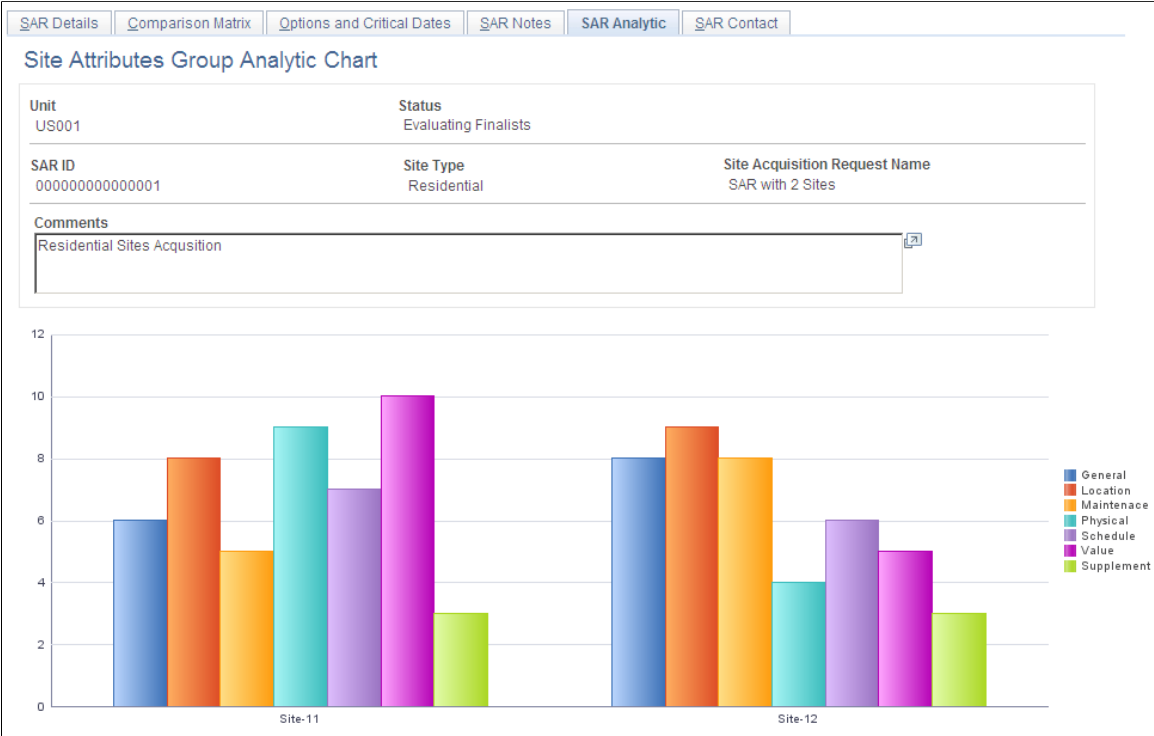 SAR Details Comparison Matrix Options and Critical Dates SAR Notes SAR Analytic SAR Contact
Site Attributes Group Analytic Chart
Unit Status
US001 Evaluating Finalists
SAR ID Site Type Site Acquisition Request Name
000000000000001 Residential SAR with 2 Sites
Comments
Residential Sites Acqusition
12
10
8
6
4
2
0
Site-11 Site-12
General
Location
Maintenace
Physical
Schedule
Value
Supplement